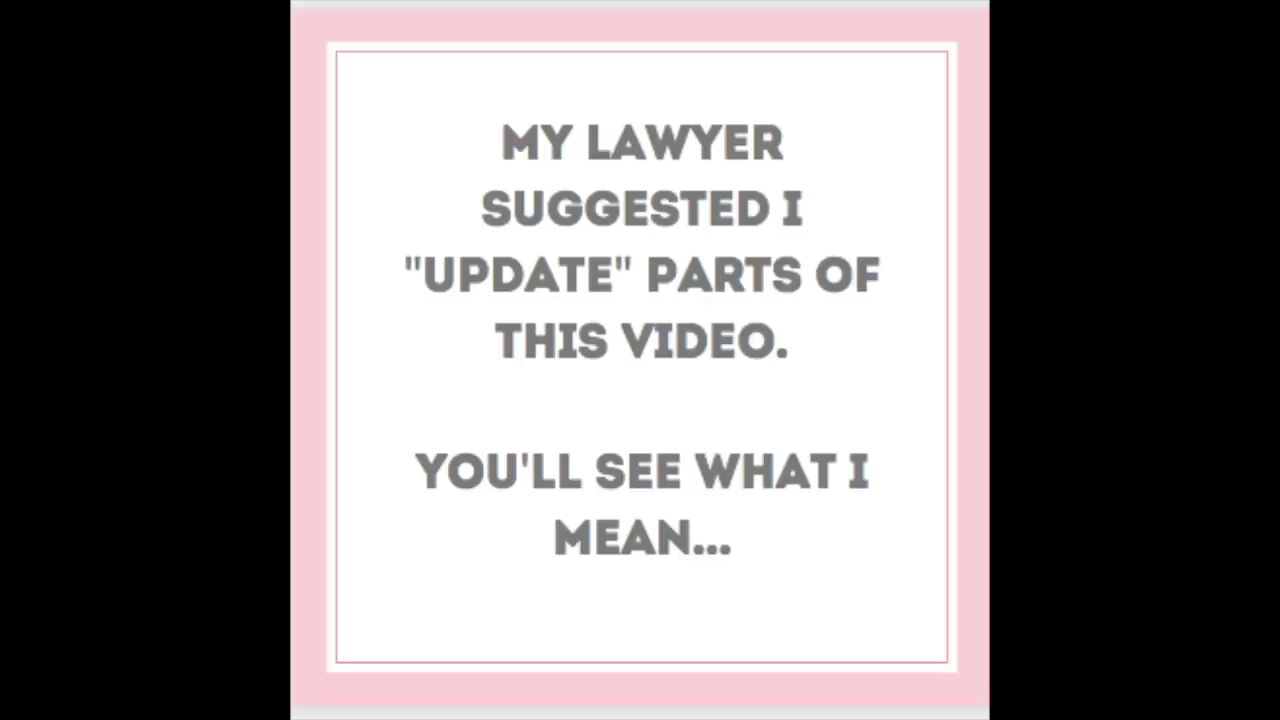 MY LAWYER
SUGGESTED I
"UPDATE" PARTS OF
THIS VIDEO.
YOU'LL SEE WHAT I
MEAN...